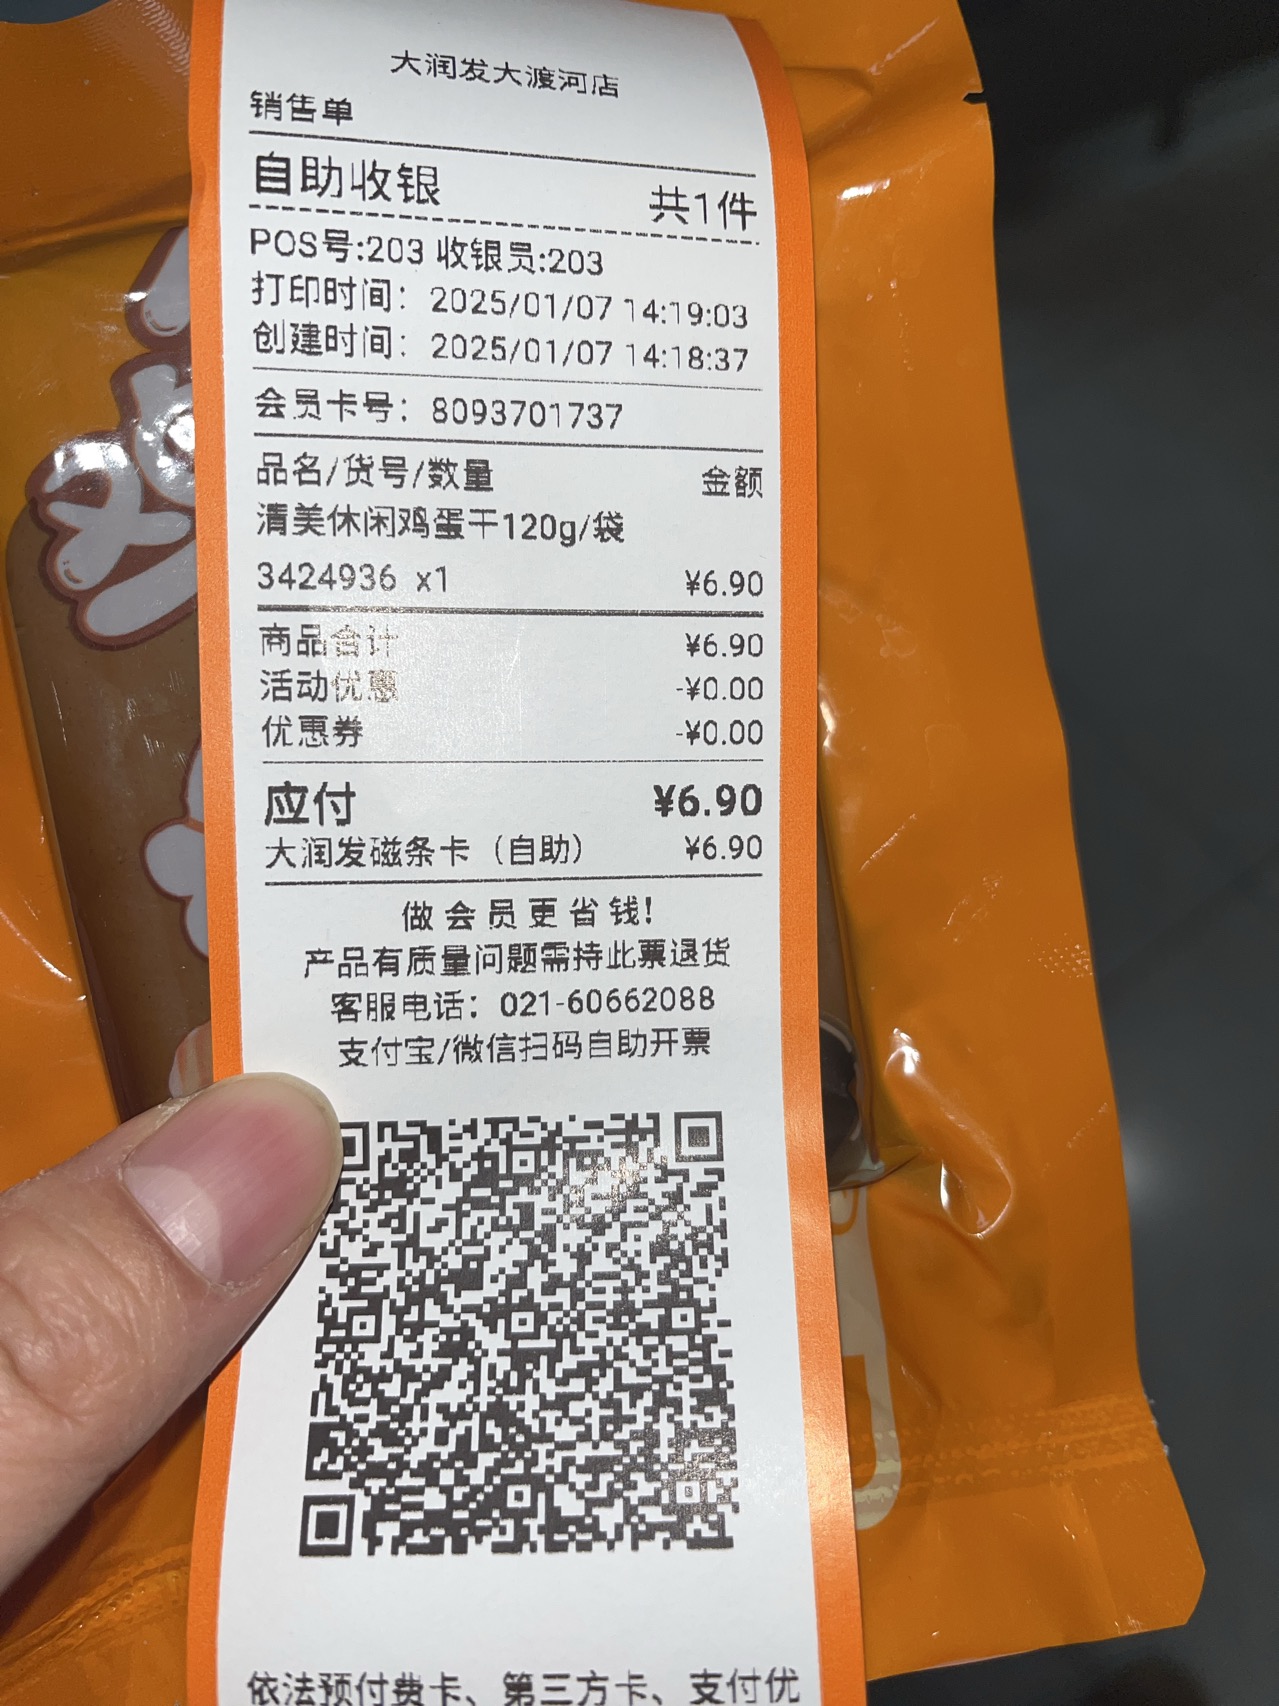 大润发大渡河店
销售单
自助收银 共1件
POS号:203 收银员:203
打印时间： 2025/01/07 14:19:03
创建时间： 2025/01/07 14:18:37
会员卡号： 8093701737
品名/货号/数量 金额
清美休闲鸡蛋干120g/袋
3424936 x1 ¥6.90
商品合计 ¥6.90
活动优惠 -¥0.00
优惠券 -¥0.00
应付 ¥6.90
大润发磁条卡（自助） ¥6.90
做会员更省钱!
产品有质量问题需持此票退货
客服电话： 021-60662088
支付宝/微信扫码自助开票
依法预付费卡、第三方卡、支付优